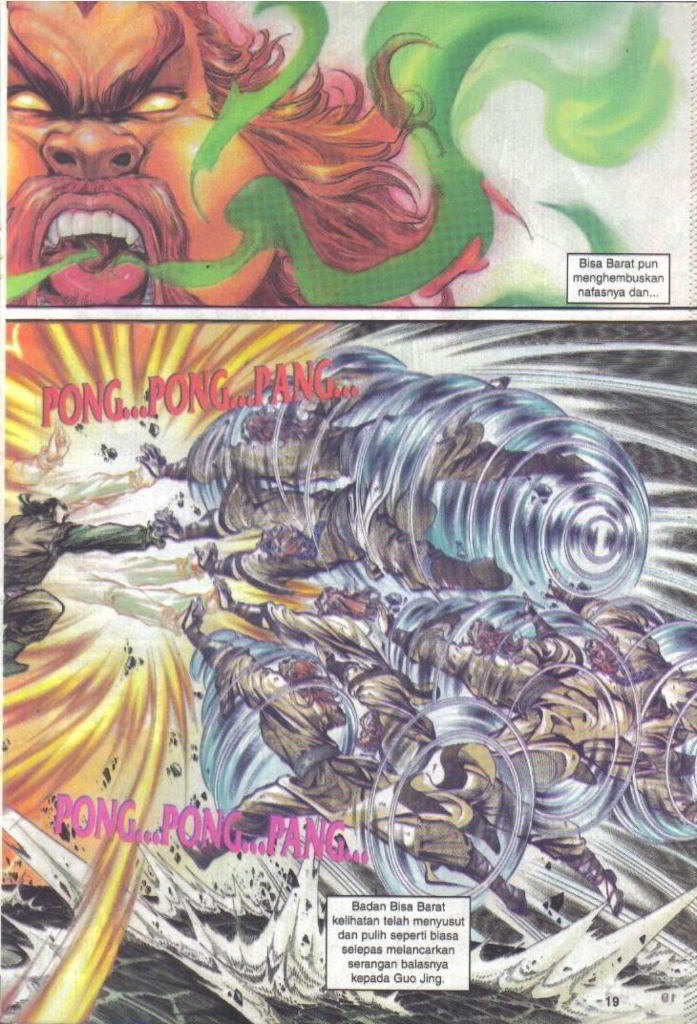 Bisa Barat pun
menghembuskan
nafasnya dan...
PONG...PONG...PANG...
PONG...PONG...PANG...
Badan Bisa Barat
kelihatan telah menyusut
dan pulih seperti biasa
selepas melancarkan
serangan balasnya
kepada Guo Jing.
19